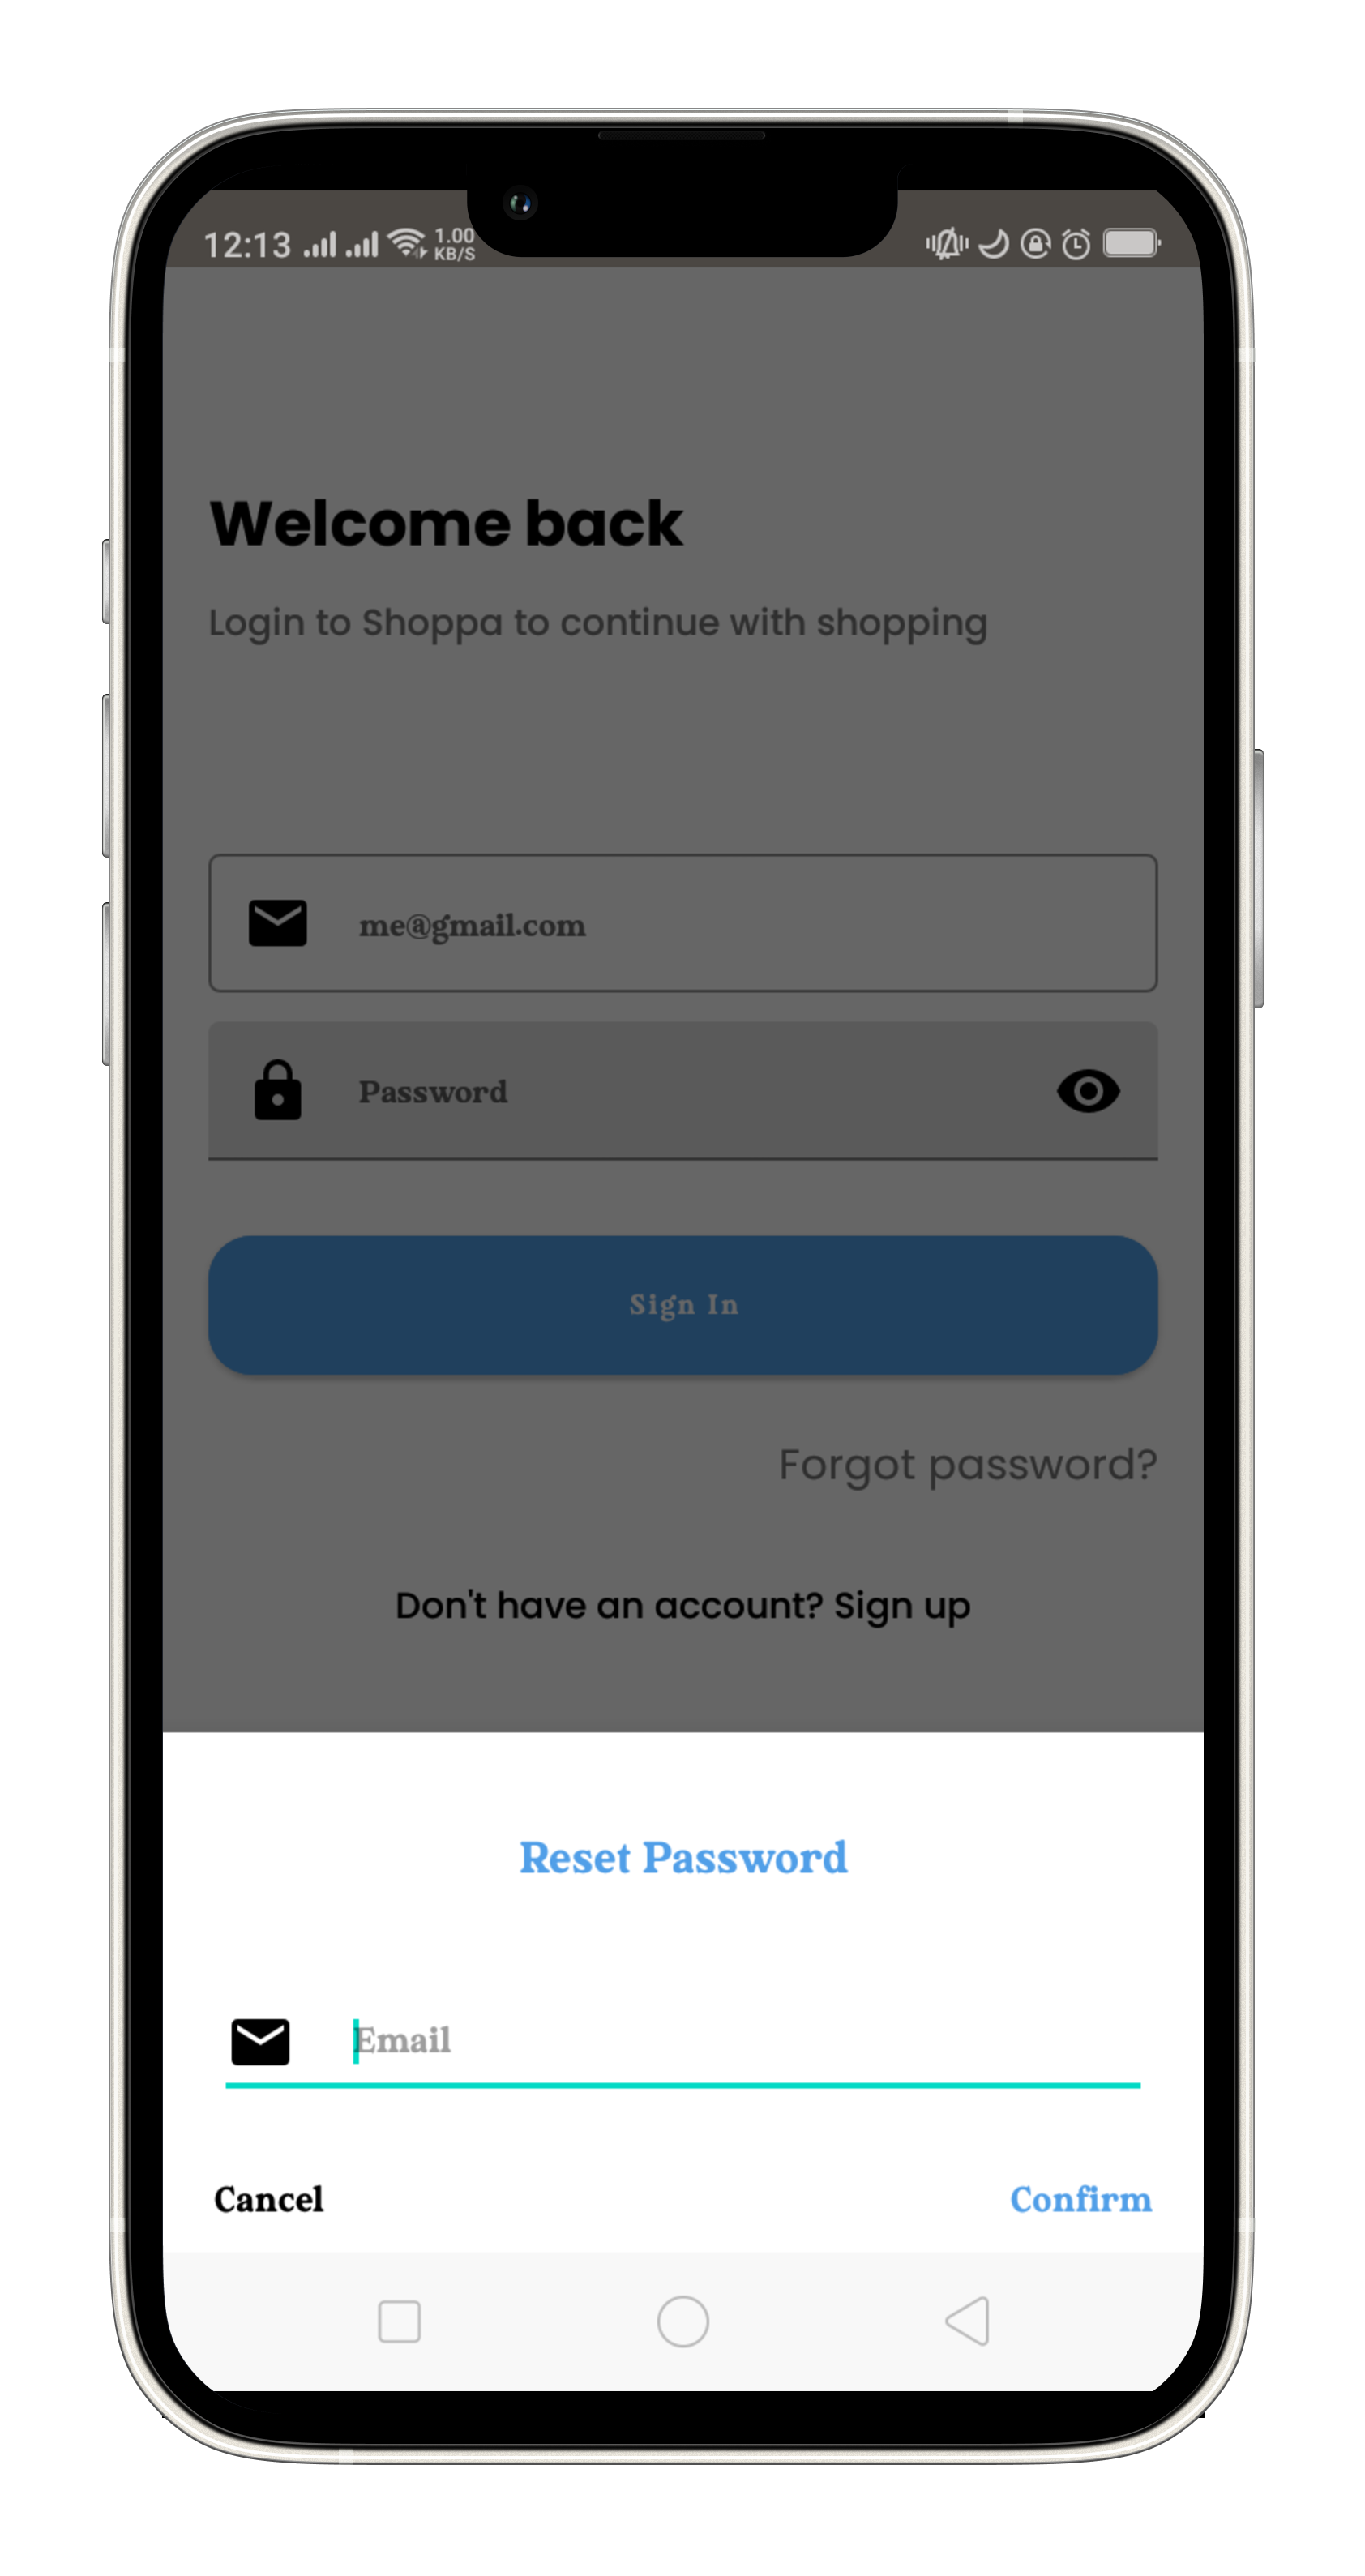 12:13 1.00 KB/S
Welcome back
Login to Shoppa to continue with shopping
me@gmail.com
Password
Sign In
Forgot password?
Don't have an account? Sign up
Reset Password
Email
Cancel Confirm